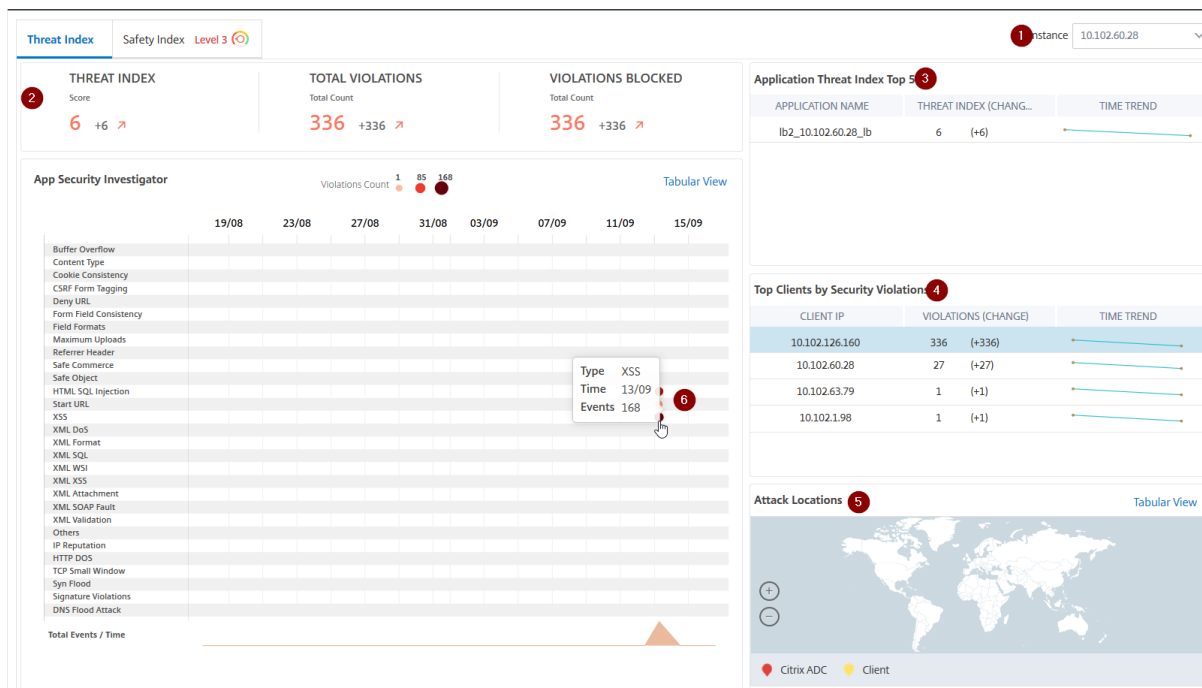 Threat Index
Safety Index Level 3
1 Instance 10.102.60.28
2
THREAT INDEX
Score
6 +6
TOTAL VIOLATIONS
Total Count
336 +336
VIOLATIONS BLOCKED
Total Count
336 +336
App Security Investigator
Violations Count 1 85 168
Tabular View
19/08 23/08 27/08 31/08 03/09 07/09 11/09 15/09
Buffer Overflow
Content Type
Cookie Consistency
CSRF Form Tagging
Deny URL
Form Field Consistency
Field Formats
Maximum Uploads
Referrer Header
Safe Commerce
Safe Object
HTML SQL Injection
Start URL
XSS
XML DoS
XML Format
XML SQL
XML WSI
XML XSS
XML Attachment
XML SOAP Fault
XML Validation
Others
IP Reputation
HTTP DOS
TCP Small Window
Syn Flood
Signature Violations
DNS Flood Attack
Total Events / Time
Type XSS
Time 13/09
Events 168
6
Application Threat Index Top 5 3
APPLICATION NAME THREAT INDEX (CHANG... TIME TREND
lb2_10.102.60.28_lb 6 (+6)
Top Clients by Security Violations 4
CLIENT IP VIOLATIONS (CHANGE) TIME TREND
10.102.126.160 336 (+336)
10.102.60.28 27 (+27)
10.102.63.79 1 (+1)
10.102.1.98 1 (+1)
Attack Locations 5
Tabular View
+
−
Citrix ADC Client